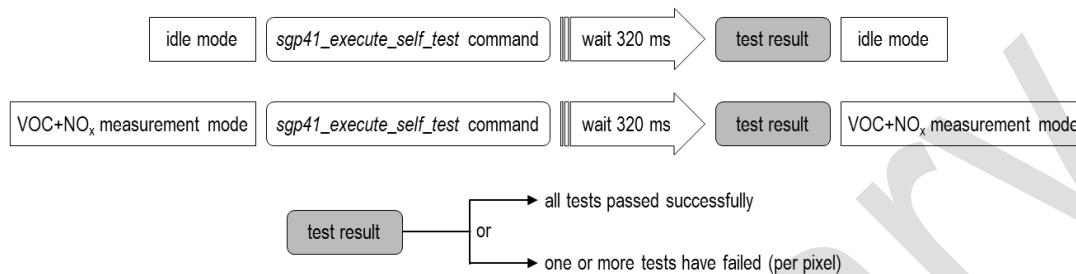 idle mode sgp41_execute_self_test command wait 320 ms test result idle mode
VOC+NOx measurement mode sgp41_execute_self_test command wait 320 ms test result VOC+NOx measurement mode
all tests passed successfully
test result or
one or more tests have failed (per pixel)